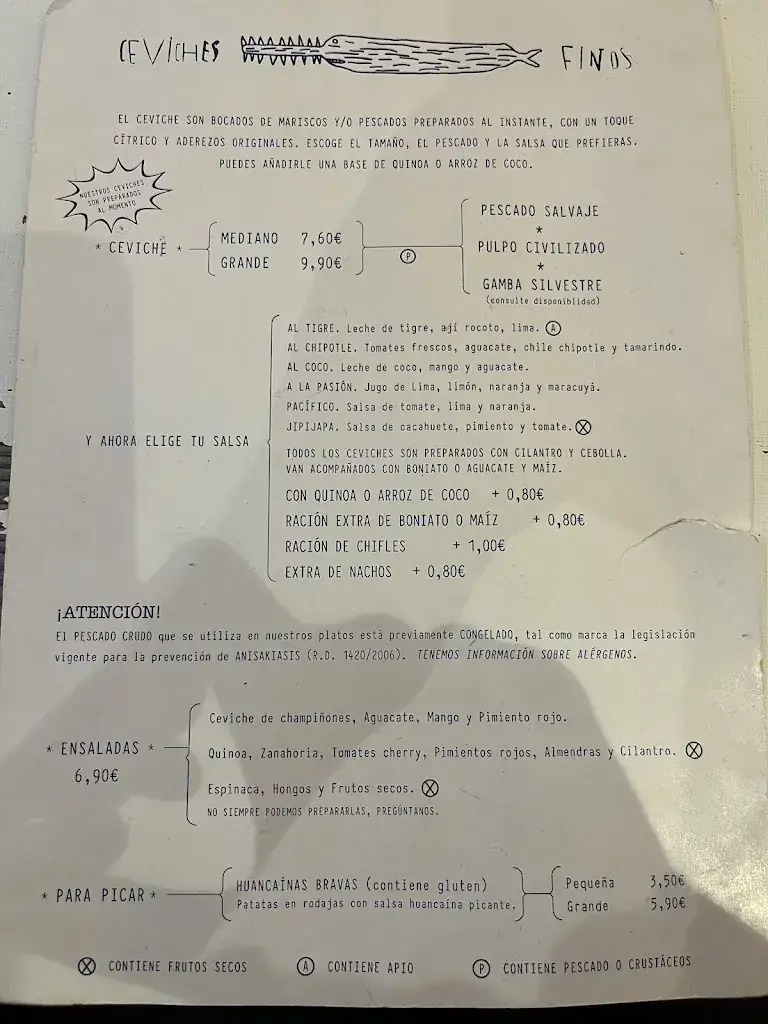 CEVICHES FINOS
EL CEVICHE SON BOCADOS DE MARISCOS Y/O PESCADOS PREPARADOS AL INSTANTE, CON UN TOQUE
CÍTRICO Y ADEREZOS ORIGINALES. ESCOGE EL TAMAÑO, EL PESCADO Y LA SALSA QUE PREFIERAS.
PUEDES AÑADIRLE UNA BASE DE QUINOA O ARROZ DE COCO.
NUESTROS CEVICHES
SON PREPARADOS
AL MOMENTO
* CEVICHE *
MEDIANO 7,60€
GRANDE 9,90€
P
PESCADO SALVAJE
*
PULPO CIVILIZADO
*
GAMBA SILVESTRE
(consulte disponiblidad)
Y AHORA ELIGE TU SALSA
AL TIGRE. Leche de tigre, ají rocoto, lima. A
AL CHIPOTLE. Tomates frescos, aguacate, chile chipotle y tamarindo.
AL COCO. Leche de coco, mango y aguacate.
A LA PASIÓN. Jugo de Lima, limón, naranja y maracuyá.
PACÍFICO. Salsa de tomate, lima y naranja.
JIPIJAPA. Salsa de cacahuete, pimiento y tomate. X
TODOS LOS CEVICHES SON PREPARADOS CON CILANTRO Y CEBOLLA.
VAN ACOMPAÑADOS CON BONIATO O AGUACATE Y MAÍZ.
CON QUINOA O ARROZ DE COCO + 0,80€
RACIÓN EXTRA DE BONIATO O MAÍZ + 0,80€
RACIÓN DE CHIFLES + 1,00€
EXTRA DE NACHOS + 0,80€
¡ATENCIÓN!
El PESCADO CRUDO que se utiliza en nuestros platos está previamente CONGELADO, tal como marca la legislación
vigente para la prevención de ANISAKIASIS (R.D. 1420/2006). TENEMOS INFORMACIÓN SOBRE ALÉRGENOS.
* ENSALADAS *
6,90€
Ceviche de champiñones, Aguacate, Mango y Pimiento rojo.
Quinoa, Zanahoria, Tomates cherry, Pimientos rojos, Almendras y Cilantro. X
Espinaca, Hongos y Frutos secos. X
NO SIEMPRE PODEMOS PREPARARLAS, PREGÚNTANOS.
* PARA PICAR *
HUANCAÍNAS BRAVAS (contiene gluten)
Patatas en rodajas con salsa huancaína picante.
Pequeña 3,50€
Grande 5,90€
X CONTIENE FRUTOS SECOS A CONTIENE APIO P CONTIENE PESCADO O CRUSTÁCEOS